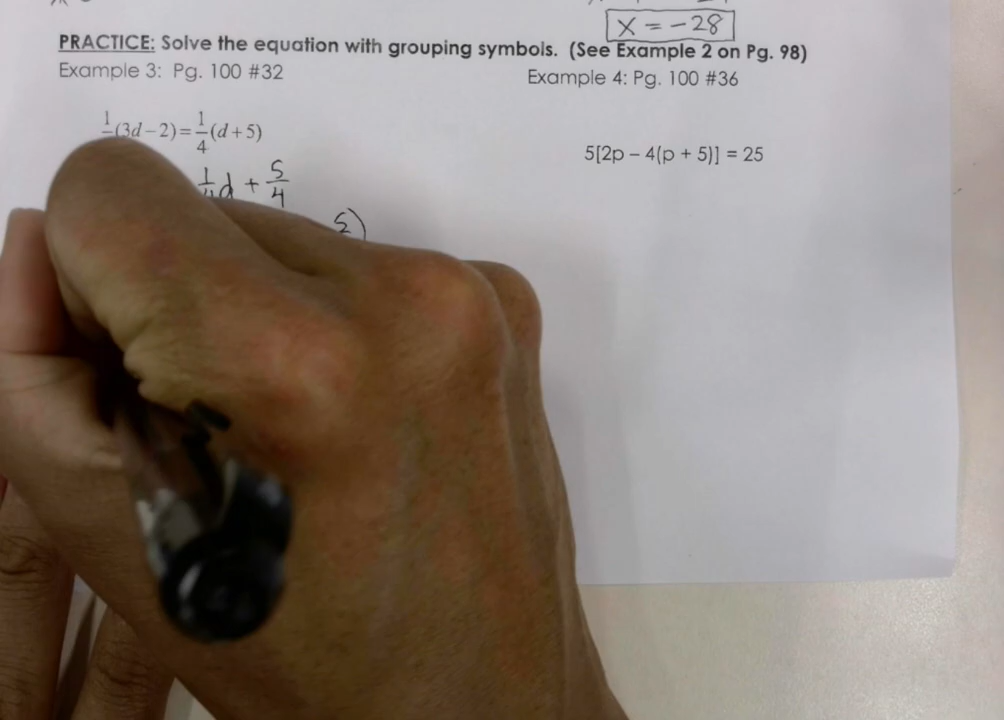 x = -28
PRACTICE: Solve the equation with grouping symbols. (See Example 2 on Pg. 98)
Example 3: Pg. 100 #32
Example 4: Pg. 100 #36
(3d – 2) = 1/4 (d + 5)
5[2p – 4(p + 5)] = 25
d + 5/4
5)